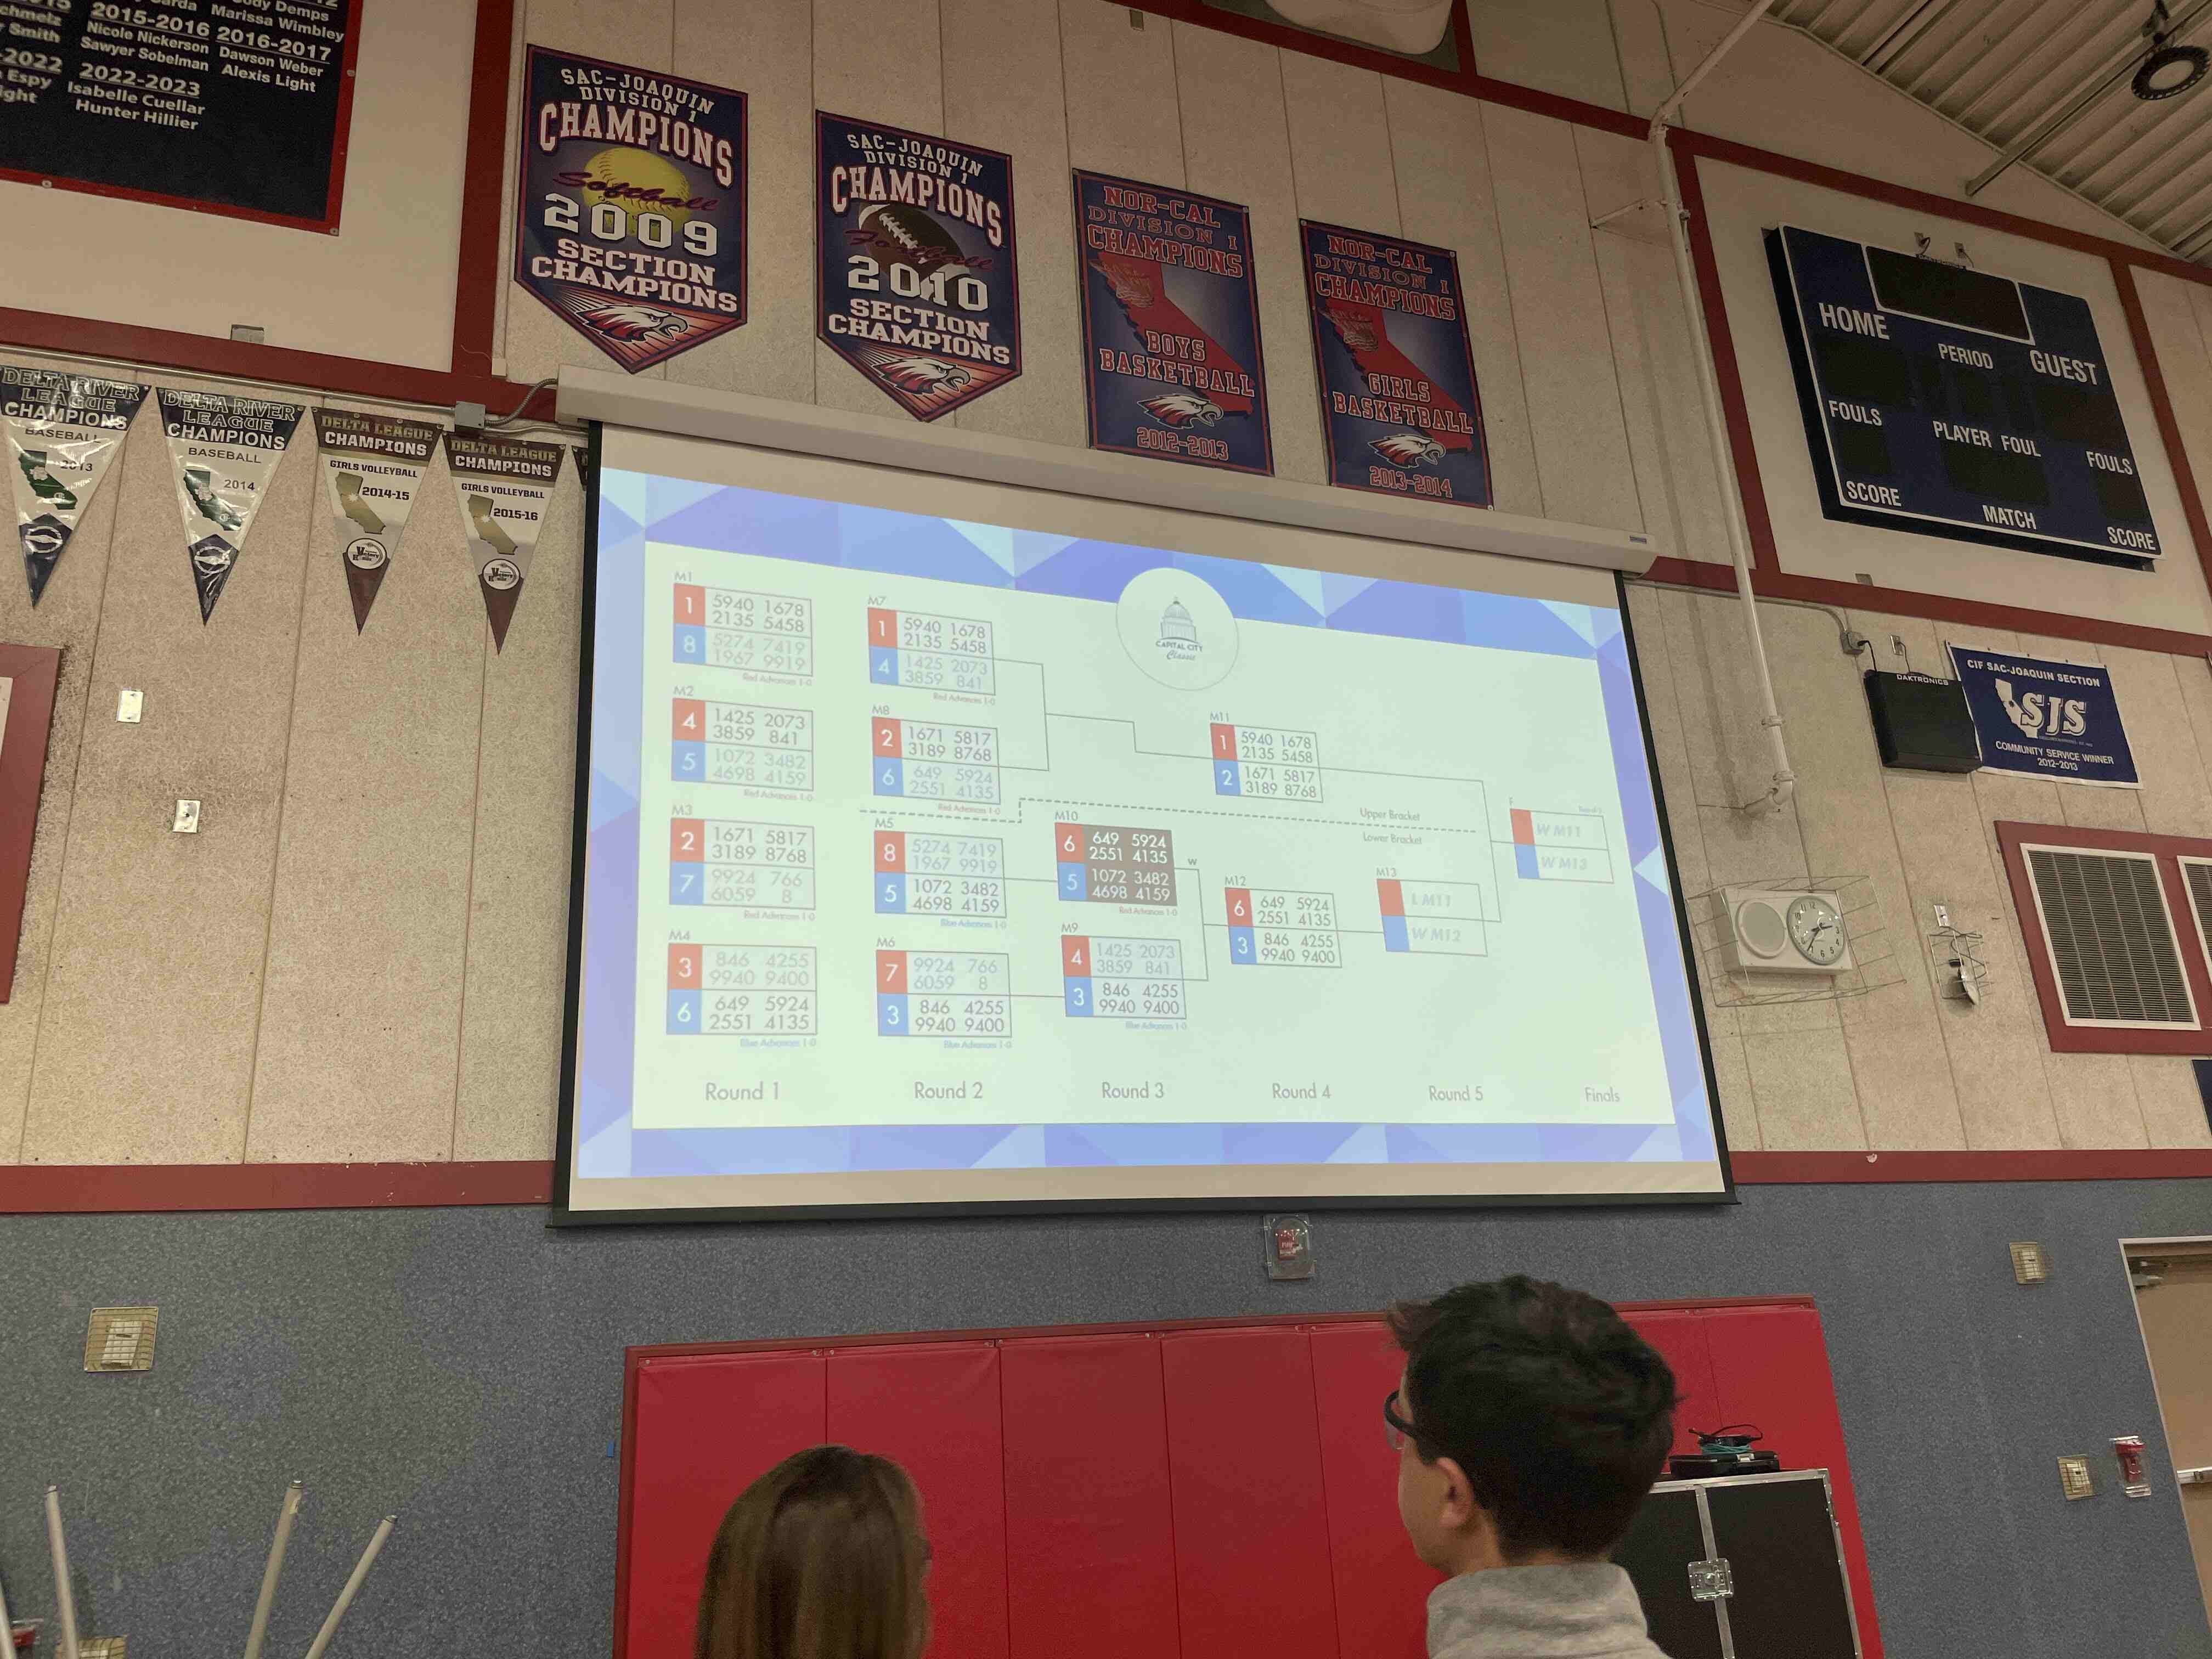 2015-2016
Nicole Nickerson
Sawyer Sobelman
Marissa Wimbley
2016-2017
Dawson Weber
Alexis Light
Smith
2022
Espy
2022-2023
Isabelle Cuellar
Hunter Hillier
SAC-JOAQUIN
DIVISION 1
CHAMPIONS
Softball
2009
SECTION
CHAMPIONS
SAC-JOAQUIN
DIVISION 1
CHAMPIONS
Football
2010
SECTION
CHAMPIONS
NOR-CAL
DIVISION I
CHAMPIONS
BOYS
BASKETBALL
2012-2013
NOR-CAL
DIVISION I
CHAMPIONS
GIRLS
BASKETBALL
2013-2014
HOME
PERIOD
GUEST
FOULS
PLAYER FOUL
FOULS
SCORE
MATCH
SCORE
DELTA RIVER
LEAGUE
CHAMPIONS
BASEBALL
2013
DELTA RIVER
LEAGUE
CHAMPIONS
BASEBALL
2014
DELTA LEAGUE
CHAMPIONS
GIRLS VOLLEYBALL
2014-15
DELTA LEAGUE
CHAMPIONS
GIRLS VOLLEYBALL
2015-16
CAPITAL CITY
Classic
M1
1 5940 1678
2135 5458
8 5274 7419
1967 9919
Red Advances 1-0
M2
4 1425 2073
3859 841
5 1072 3482
4698 4159
Red Advances 1-0
M3
2 1671 5817
3189 8768
7 9924 766
6059 8
Red Advances 1-0
M4
3 846 4255
9940 9400
6 649 5924
2551 4135
Blue Advances 1-0
Round 1
M7
1 5940 1678
2135 5458
4 1425 2073
3859 841
Red Advances 1-0
M8
2 1671 5817
3189 8768
6 649 5924
2551 4135
Red Advances 1-0
M5
8 5274 7419
1967 9919
5 1072 3482
4698 4159
Blue Advances 1-0
M6
7 9924 766
6059 8
3 846 4255
9940 9400
Blue Advances 1-0
Round 2
M10
6 649 5924
2551 4135
5 1072 3482
4698 4159
Red Advances 1-0
W
M9
4 1425 2073
3859 841
3 846 4255
9940 9400
Blue Advances 1-0
Round 3
M11
1 5940 1678
2135 5458
2 1671 5817
3189 8768
Upper Bracket
Lower Bracket
M12
6 649 5924
2551 4135
3 846 4255
9940 9400
Round 4
M13
L M11
W M12
Round 5
F
W M11
W M13
Finals
DAKTRONICS
CIF SAC-JOAQUIN SECTION
SJS
COMMUNITY SERVICE WINNER
2012-2013